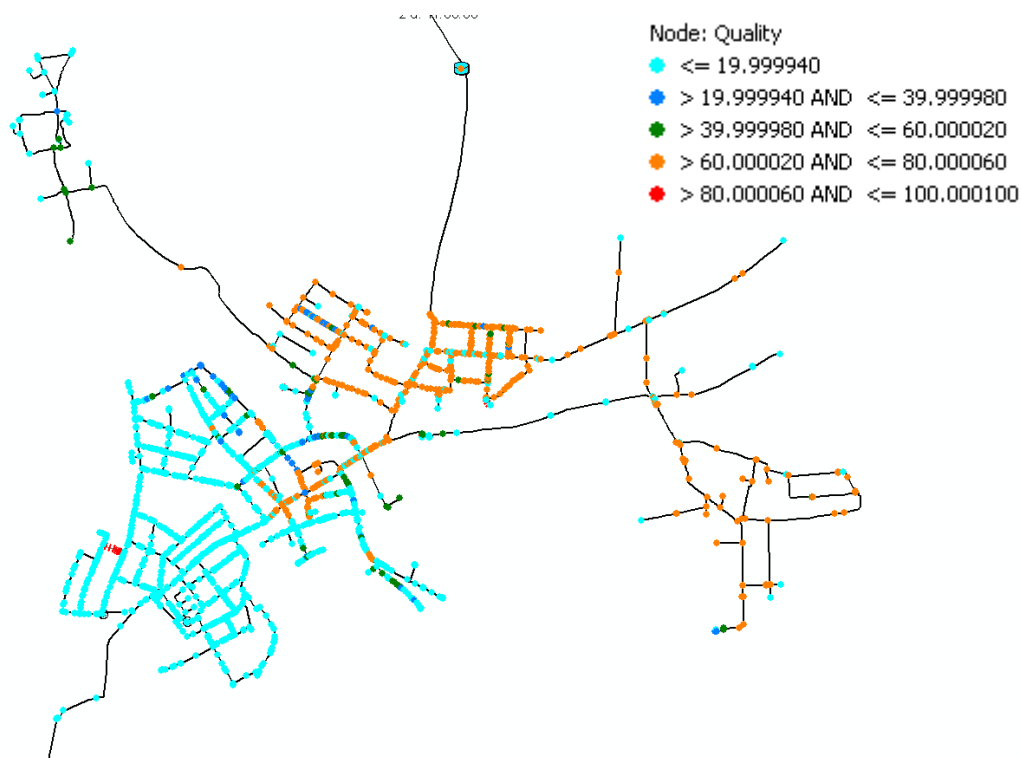 Node: Quality
<= 19.999940
> 19.999940 AND <= 39.999980
> 39.999980 AND <= 60.000020
> 60.000020 AND <= 80.000060
> 80.000060 AND <= 100.000100